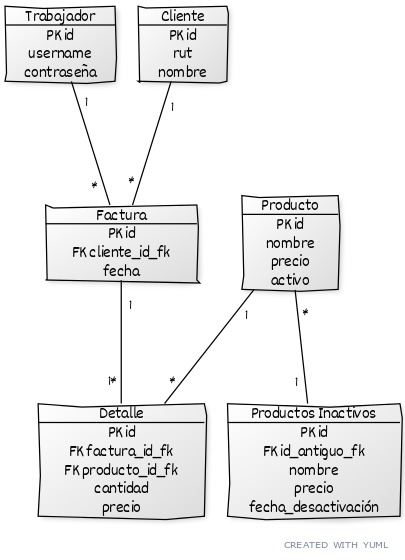 Trabajador
PK id
username
contraseña
Cliente
PK id
rut
nombre
1
1
*
*
Factura
PK id
FK cliente_id_fk
fecha
Producto
PK id
nombre
precio
activo
1
1
*
1*
*
1
Detalle
PK id
FK factura_id_fk
FK producto_id_fk
cantidad
precio
Productos Inactivos
PK id
FK id_antiguo_fk
nombre
precio
fecha_desactivación
CREATED WITH YUML